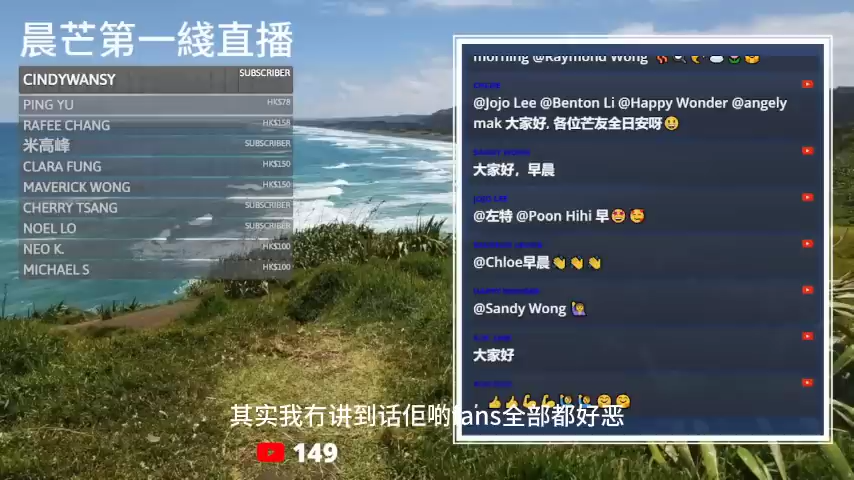 晨芒第一綫直播
CINDYWANSY SUBSCRIBER
PING YU HK$78
RAFEE CHANG HK$158
米高峰 SUBSCRIBER
CLARA FUNG HK$150
MAVERICK WONG HK$150
CHERRY TSANG SUBSCRIBER
NOEL LO SUBSCRIBER
NEO K. HK$100
MICHAEL S HK$100
morning @Raymond Wong
@Jojo Lee @Benton Li @Happy Wonder @angely
mak 大家好, 各位芒友全日安呀😀
大家好，早晨
@左特 @Poon Hihi 早😍🥰
@Chloe早晨👏👏👏
@Sandy Wong 🙋‍♀️
大家好
其实我冇讲到话佢啲fans全部都好恶
149